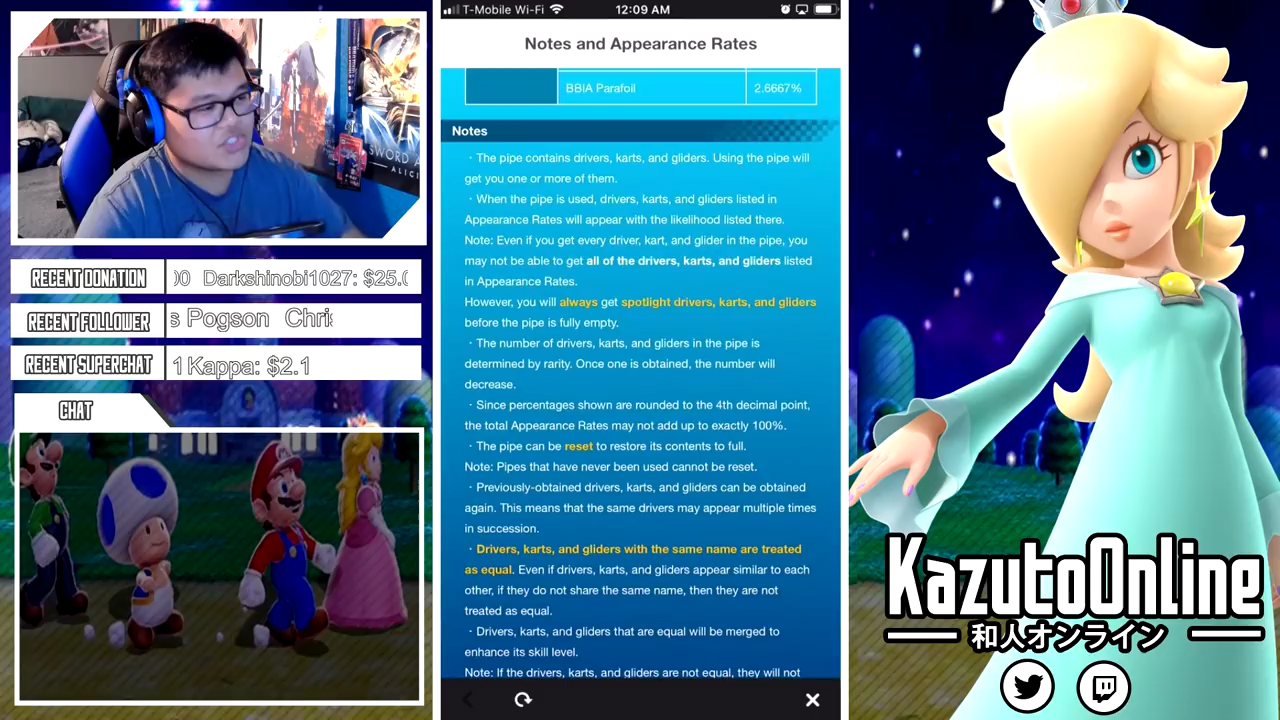 SWORD A
ALICI
RECENT DONATION
00 Darkshinobi1027: $25.0
RECENT FOLLOWER
s Pogson Chris
RECENT SUPERCHAT
1 Kappa: $2.1
CHAT
T-Mobile Wi-Fi
12:09 AM
Notes and Appearance Rates
BBIA Parafoil 2.6667%
Notes
・The pipe contains drivers, karts, and gliders. Using the pipe will
get you one or more of them.
・When the pipe is used, drivers, karts, and gliders listed in
Appearance Rates will appear with the likelihood listed there.
Note: Even if you get every driver, kart, and glider in the pipe, you
may not be able to get all of the drivers, karts, and gliders listed
in Appearance Rates.
However, you will always get spotlight drivers, karts, and gliders
before the pipe is fully empty.
・The number of drivers, karts, and gliders in the pipe is
determined by rarity. Once one is obtained, the number will
decrease.
・Since percentages shown are rounded to the 4th decimal point,
the total Appearance Rates may not add up to exactly 100%.
・The pipe can be reset to restore its contents to full.
Note: Pipes that have never been used cannot be reset.
・Previously-obtained drivers, karts, and gliders can be obtained
again. This means that the same drivers may appear multiple times
in succession.
・Drivers, karts, and gliders with the same name are treated
as equal. Even if drivers, karts, and gliders appear similar to each
other, if they do not share the same name, then they are not
treated as equal.
・Drivers, karts, and gliders that are equal will be merged to
enhance its skill level.
Note: If the drivers, karts, and gliders are not equal, they will not
KazutoOnline
和人オンライン